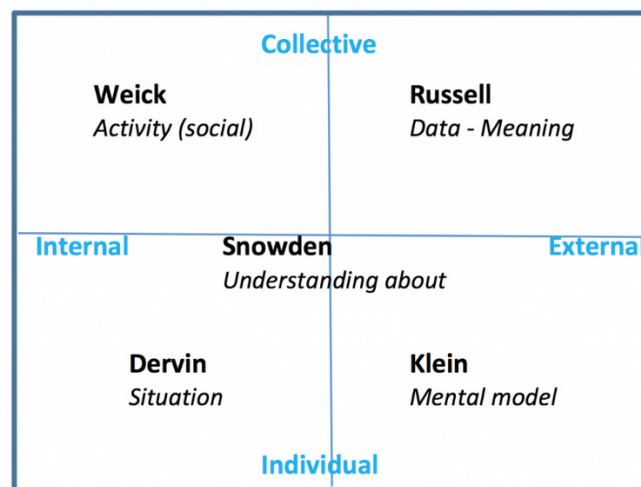 Collective
Weick
Activity (social)
Russell
Data - Meaning
Internal
Snowden
Understanding about
External
Dervin
Situation
Klein
Mental model
Individual